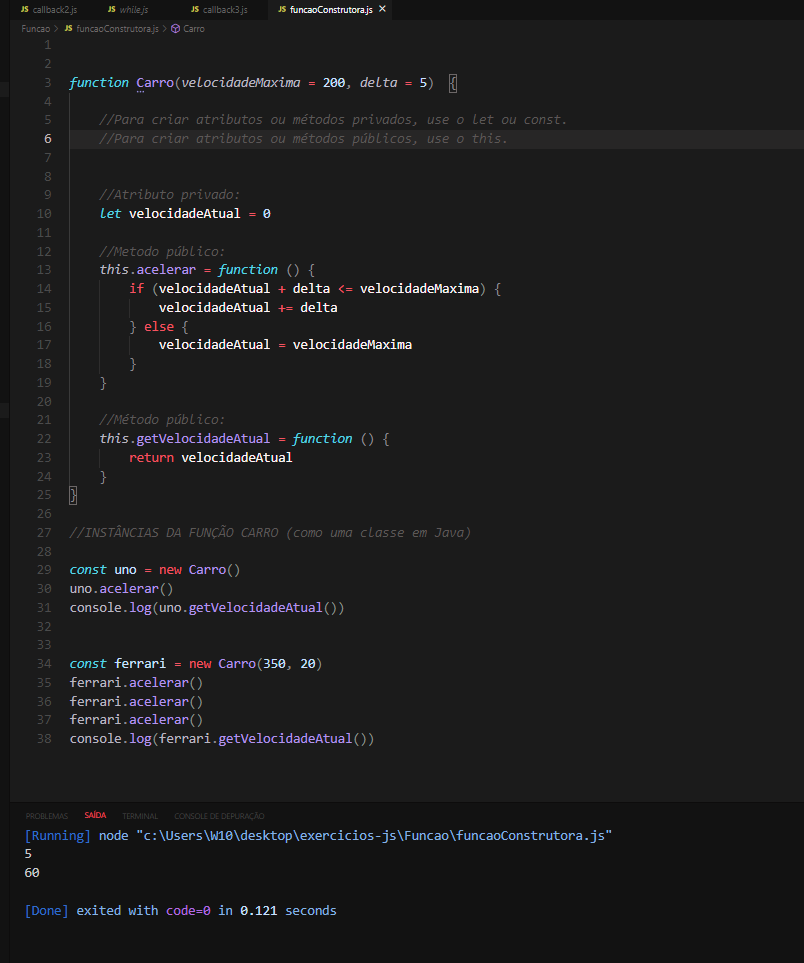 JS callback2.js JS while.js JS callback3.js JS funcaoConstrutora.js ×
Funcao > JS funcaoConstrutora.js > Carro
1
2
3 function Carro(velocidadeMaxima = 200, delta = 5) {
4
5 //Para criar atributos ou métodos privados, use o let ou const.
6 //Para criar atributos ou métodos públicos, use o this.
7
8
9 //Atributo privado:
10 let velocidadeAtual = 0
11
12 //Metodo público:
13 this.acelerar = function () {
14 if (velocidadeAtual + delta <= velocidadeMaxima) {
15 velocidadeAtual += delta
16 } else {
17 velocidadeAtual = velocidadeMaxima
18 }
19 }
20
21 //Método público:
22 this.getVelocidadeAtual = function () {
23 return velocidadeAtual
24 }
25 }
26
27 //INSTÂNCIAS DA FUNÇÃO CARRO (como uma classe em Java)
28
29 const uno = new Carro()
30 uno.acelerar()
31 console.log(uno.getVelocidadeAtual())
32
33
34 const ferrari = new Carro(350, 20)
35 ferrari.acelerar()
36 ferrari.acelerar()
37 ferrari.acelerar()
38 console.log(ferrari.getVelocidadeAtual())
PROBLEMAS SAÍDA TERMINAL CONSOLE DE DEPURAÇÃO
[Running] node "c:\Users\W10\desktop\exercicios-js\Funcao\funcaoConstrutora.js"
5
60
[Done] exited with code=0 in 0.121 seconds